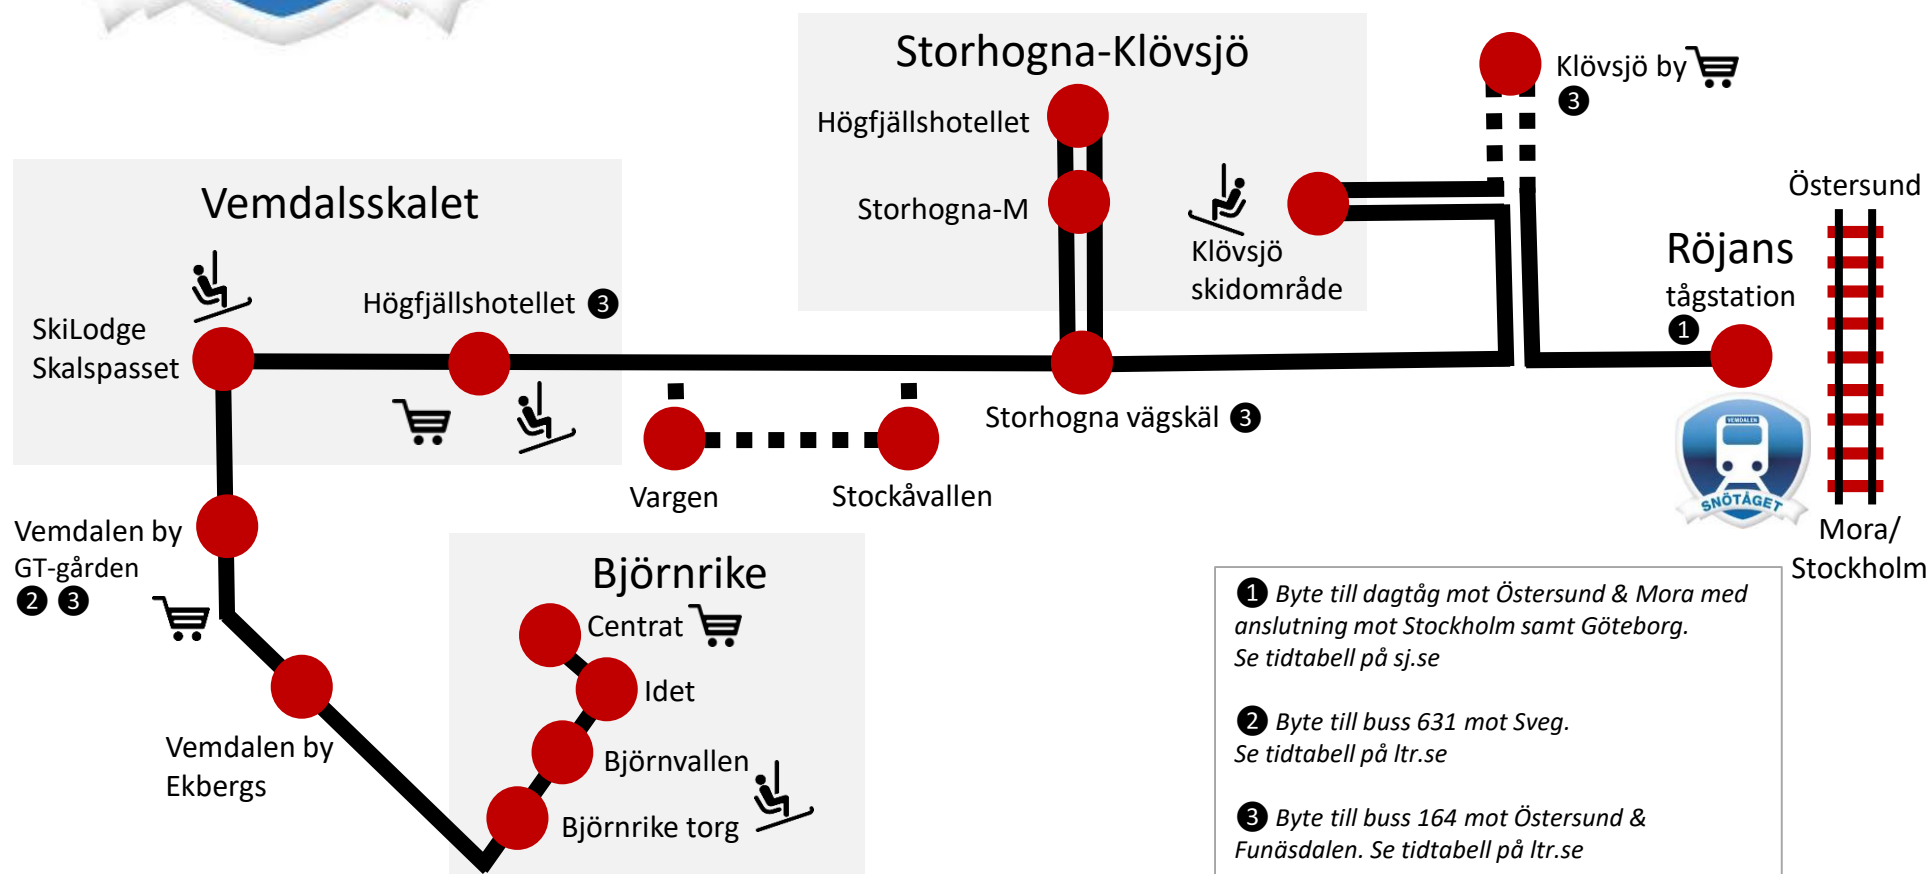 Storhogna-Klövsjö
Högfjällshotellet
Storhogna-M
Klövsjö
skidområde
Klövsjö by
3
Östersund
Röjans
tågstation
1
Vemdalsskalet
Högfjällshotellet 3
SkiLodge
Skalspasset
Storhogna vägskäl 3
Vargen
Stockåvallen
VEMDALEN
SNÖTÅGET
Mora/
Stockholm
Vemdalen by
GT-gården
2 3
Vemdalen by
Ekbergs
Björnrike
Centrat
Idet
Björnvallen
Björnrike torg
1 Byte till dagtåg mot Östersund & Mora med
anslutning mot Stockholm samt Göteborg.
Se tidtabell på sj.se
2 Byte till buss 631 mot Sveg.
Se tidtabell på ltr.se
3 Byte till buss 164 mot Östersund &
Funäsdalen. Se tidtabell på ltr.se